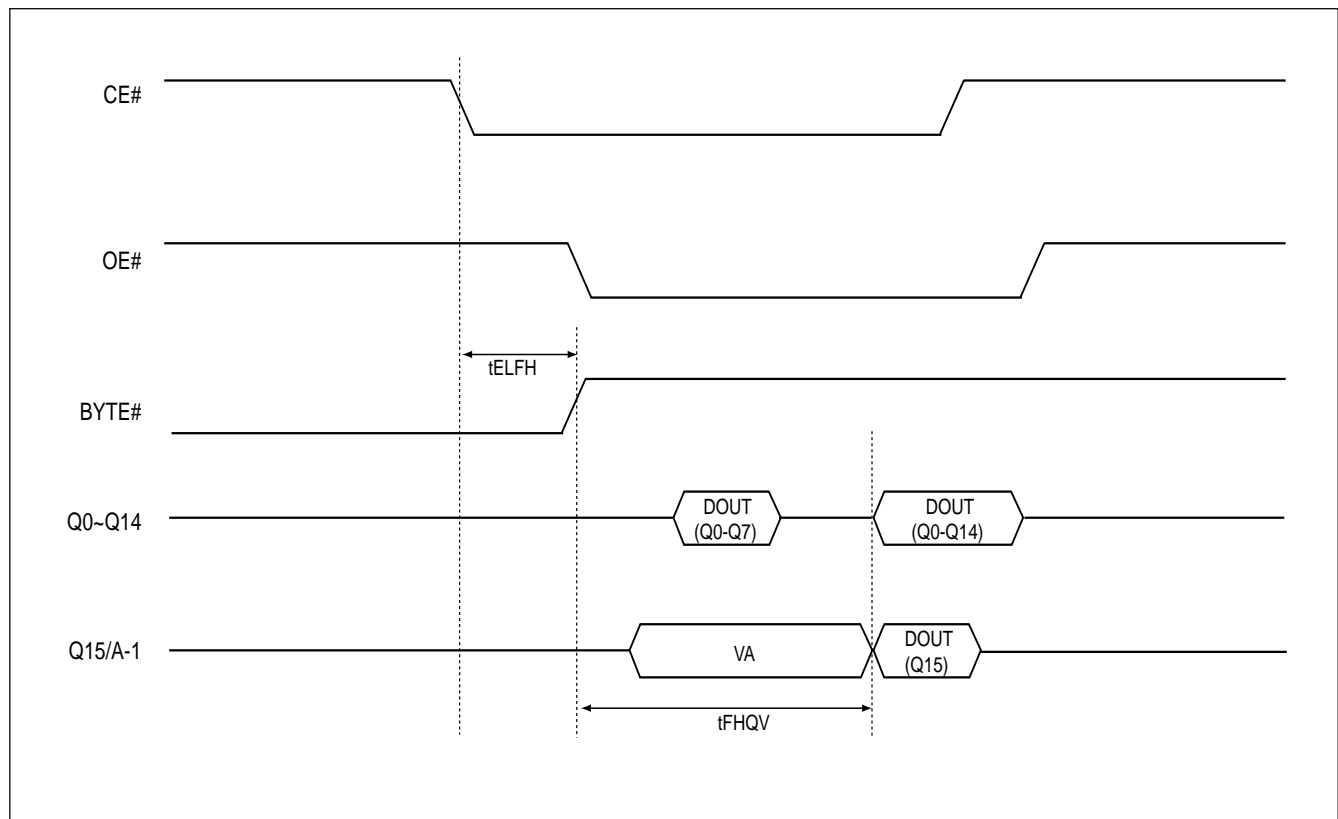 CE#
OE#
tELFH
BYTE#
Q0~Q14
DOUT
(Q0-Q7)
DOUT
(Q0-Q14)
Q15/A-1
VA
DOUT
(Q15)
tFHQV